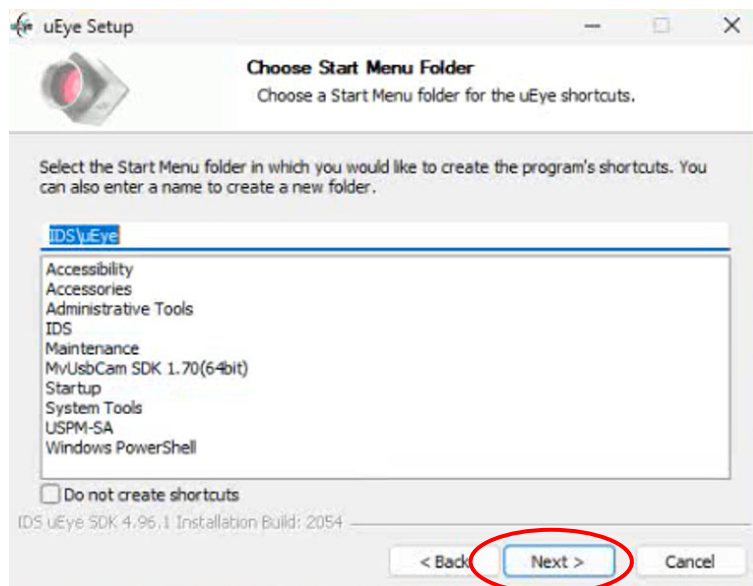 uEye Setup
Choose Start Menu Folder
Choose a Start Menu folder for the uEye shortcuts.
Select the Start Menu folder in which you would like to create the program's shortcuts. You
can also enter a name to create a new folder.
IDS\uEye
Accessibility
Accessories
Administrative Tools
IDS
Maintenance
MvUsbCam SDK 1.70(64bit)
Startup
System Tools
USPM-SA
Windows PowerShell
Do not create shortcuts
IDS uEye SDK 4.96.1 Installation Build: 2054
< Back Next > Cancel